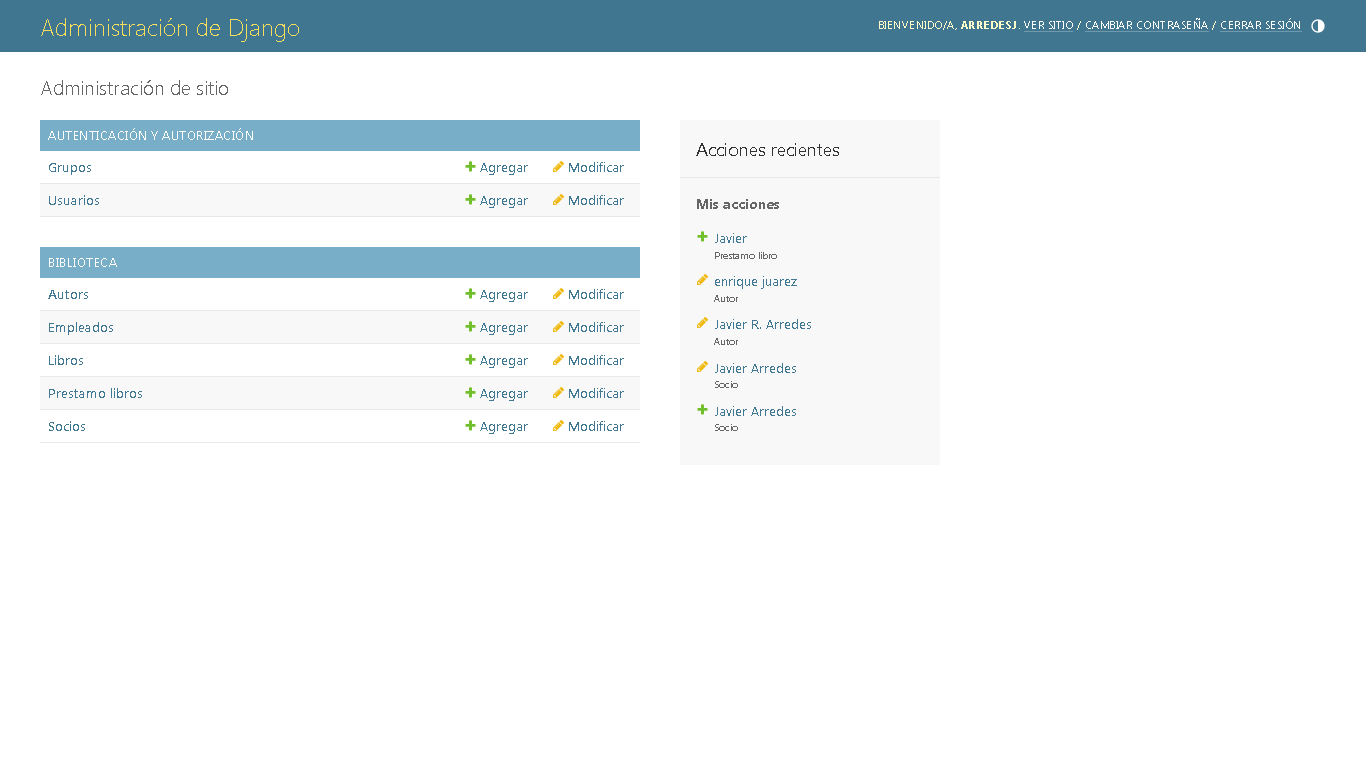 Administración de Django
BIENVENIDO/A, ARREDESJ. VER SITIO / CAMBIAR CONTRASEÑA / CERRAR SESIÓN
Administración de sitio
AUTENTICACIÓN Y AUTORIZACIÓN
Grupos Agregar Modificar
Usuarios Agregar Modificar
BIBLIOTECA
Autors Agregar Modificar
Empleados Agregar Modificar
Libros Agregar Modificar
Prestamo libros Agregar Modificar
Socios Agregar Modificar
Acciones recientes
Mis acciones
Javier
Prestamo libro
enrique juarez
Autor
Javier R. Arredes
Autor
Javier Arredes
Socio
Javier Arredes
Socio